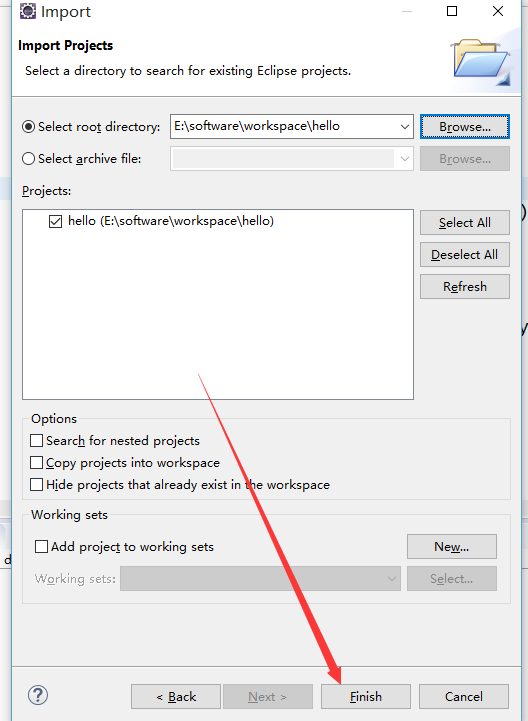 Import
Import Projects
Select a directory to search for existing Eclipse projects.
Select root directory: E:\software\workspace\hello Browse...
Select archive file: Browse...
Projects:
hello (E:\software\workspace\hello)
Select All
Deselect All
Refresh
Options
Search for nested projects
Copy projects into workspace
Hide projects that already exist in the workspace
Working sets
Add project to working sets New...
Working sets: Select...
? < Back Next > Finish Cancel
)
y
d